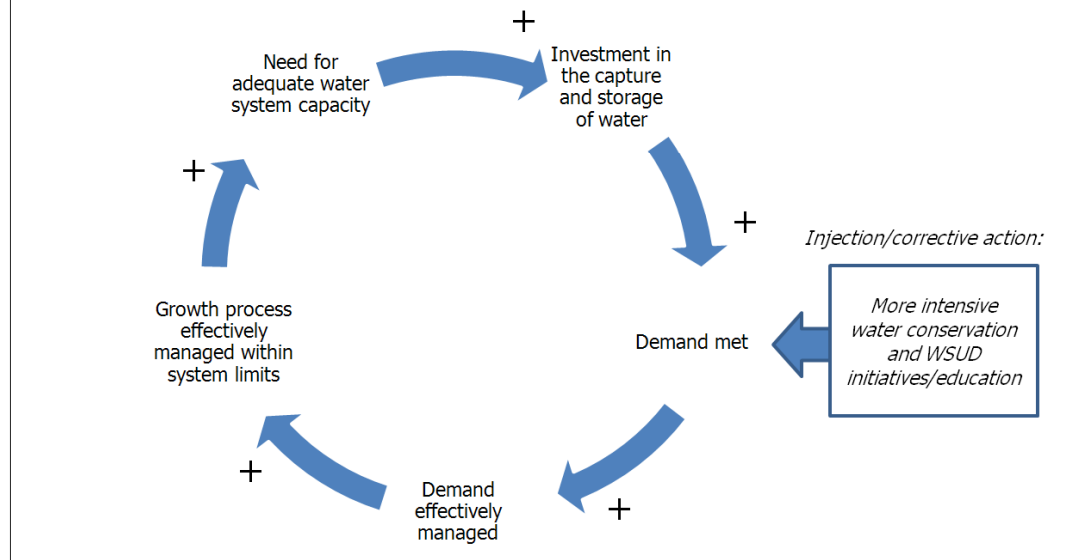 +
Need for
adequate water
system capacity
Investment in
the capture
and storage
of water
+
+
Injection/corrective action:
More intensive
water conservation
and WSUD
initiatives/education
Demand met
Growth process
effectively
managed within
system limits
+
Demand
effectively
managed
+